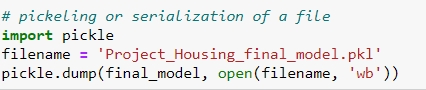 # pickeling or serialization of a file
import pickle
filename = 'Project_Housing_final_model.pkl'
pickle.dump(final_model, open(filename, 'wb'))